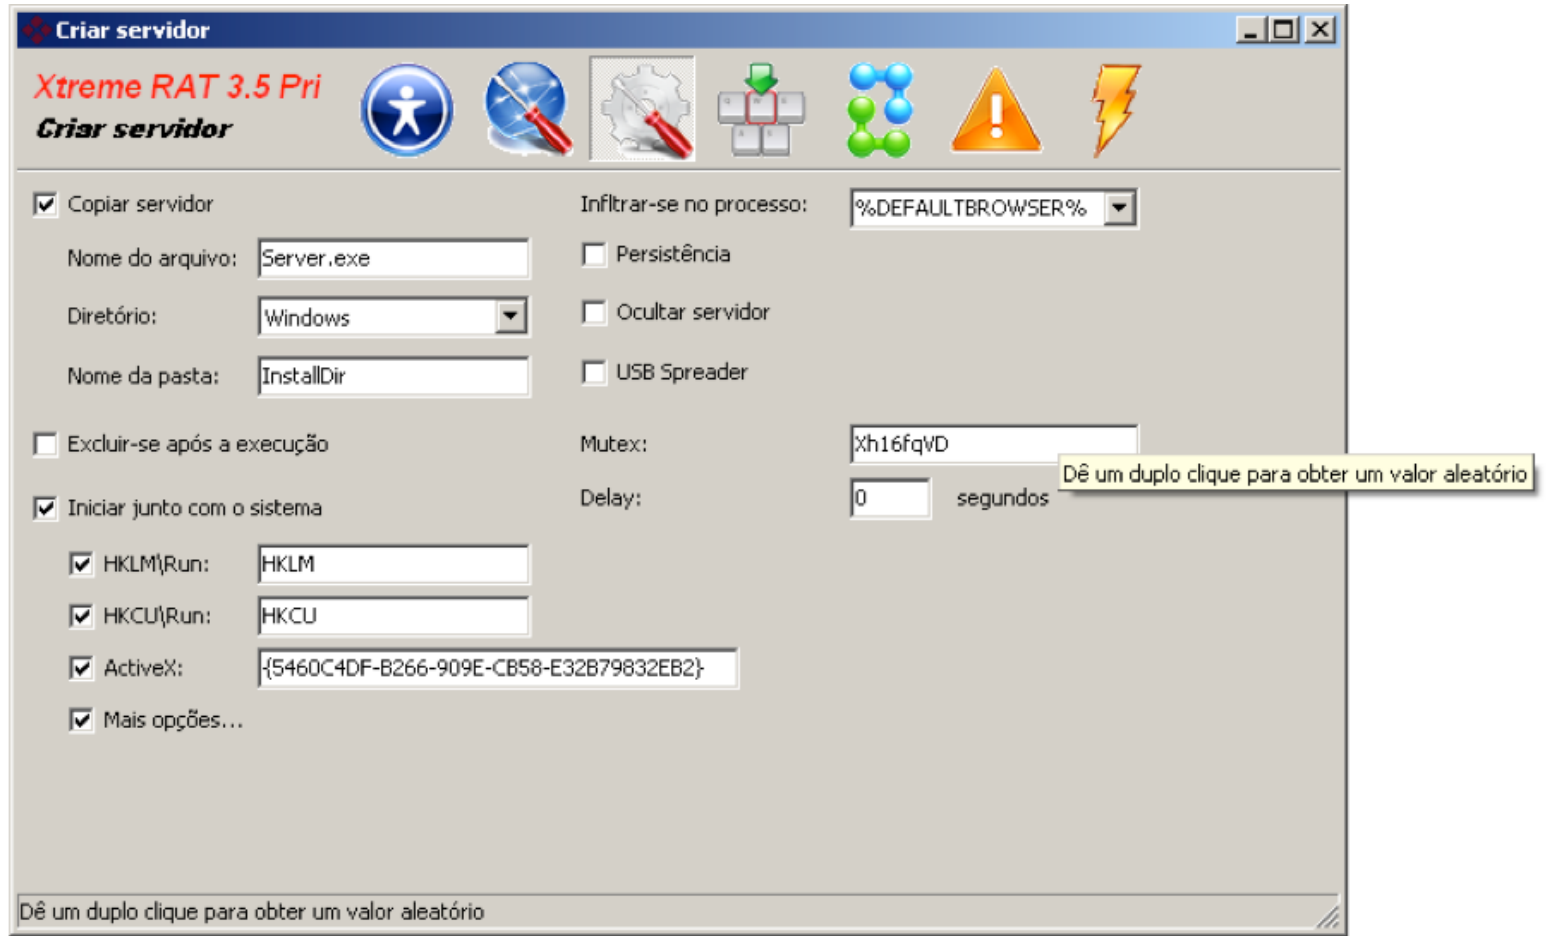 Criar servidor
Xtreme RAT 3.5 Pri
Criar servidor
Copiar servidor
Nome do arquivo: Server.exe
Diretório: Windows
Nome da pasta: InstallDir
Excluir-se após a execução
Iniciar junto com o sistema
HKLM\Run: HKLM
HKCU\Run: HKCU
ActiveX: {5460C4DF-B266-909E-CB58-E32B79832EB2}
Mais opções...
Infltrar-se no processo: %DEFAULTBROWSER%
Persistência
Ocultar servidor
USB Spreader
Mutex: Xh16fqVD
Dê um duplo clique para obter um valor aleatório
Delay: 0 segundos
Dê um duplo clique para obter um valor aleatório